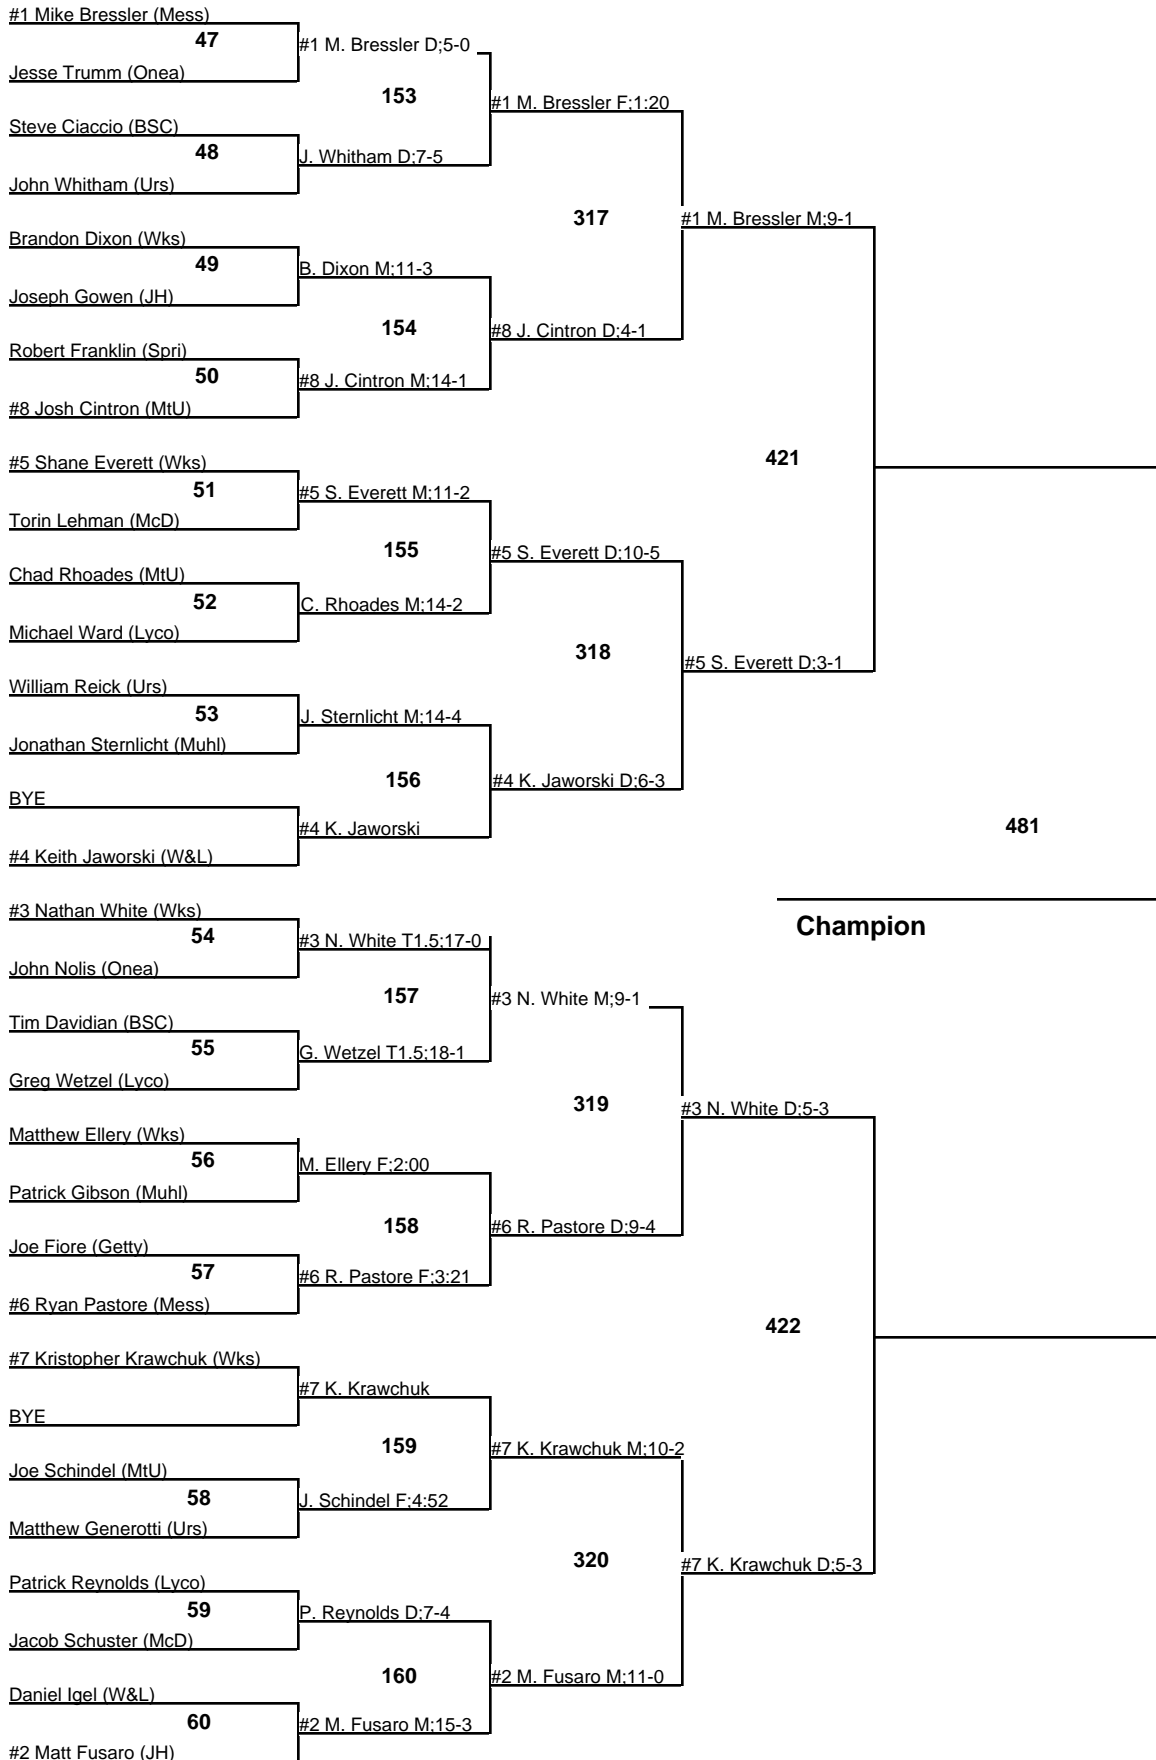 #1 Mike Bressler (Mess)
47
#1 M. Bressler D;5-0
Jesse Trumm (Onea)
153
#1 M. Bressler F;1:20
Steve Ciaccio (BSC)
48
J. Whitham D;7-5
John Whitham (Urs)
317
#1 M. Bressler M;9-1
Brandon Dixon (Wks)
49
B. Dixon M;11-3
Joseph Gowen (JH)
154
#8 J. Cintron D;4-1
Robert Franklin (Spri)
50
#8 J. Cintron M;14-1
#8 Josh Cintron (MtU)
421
#5 Shane Everett (Wks)
51
#5 S. Everett M;11-2
Torin Lehman (McD)
155
#5 S. Everett D;10-5
Chad Rhoades (MtU)
52
C. Rhoades M;14-2
Michael Ward (Lyco)
318
#5 S. Everett D;3-1
William Reick (Urs)
53
J. Sternlicht M;14-4
Jonathan Sternlicht (Muhl)
156
#4 K. Jaworski D;6-3
BYE
#4 K. Jaworski
#4 Keith Jaworski (W&L)
481
Champion
#3 Nathan White (Wks)
54
#3 N. White T1.5;17-0
John Nolis (Onea)
157
#3 N. White M;9-1
Tim Davidian (BSC)
55
G. Wetzel T1.5;18-1
Greg Wetzel (Lyco)
319
#3 N. White D;5-3
Matthew Ellery (Wks)
56
M. Ellery F;2:00
Patrick Gibson (Muhl)
158
#6 R. Pastore D;9-4
Joe Fiore (Getty)
57
#6 R. Pastore F;3:21
#6 Ryan Pastore (Mess)
422
#7 Kristopher Krawchuk (Wks)
#7 K. Krawchuk
BYE
159
#7 K. Krawchuk M;10-2
Joe Schindel (MtU)
58
J. Schindel F;4:52
Matthew Generotti (Urs)
320
#7 K. Krawchuk D;5-3
Patrick Reynolds (Lyco)
59
P. Reynolds D;7-4
Jacob Schuster (McD)
160
#2 M. Fusaro M;11-0
Daniel Igel (W&L)
60
#2 M. Fusaro M;15-3
#2 Matt Fusaro (JH)